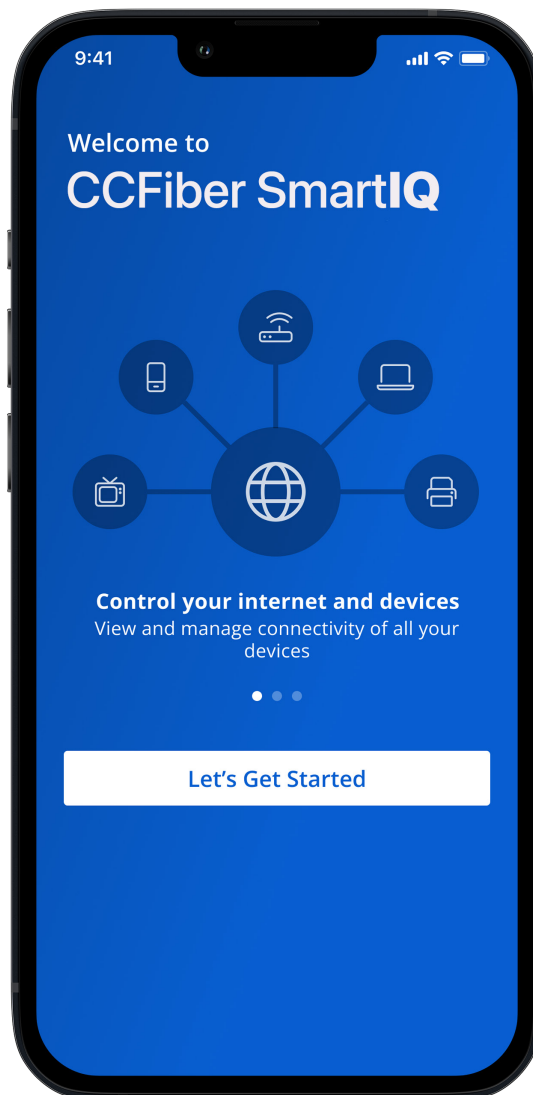 9:41
Welcome to
CCFiber SmartIQ
Control your internet and devices
View and manage connectivity of all your
devices
Let’s Get Started